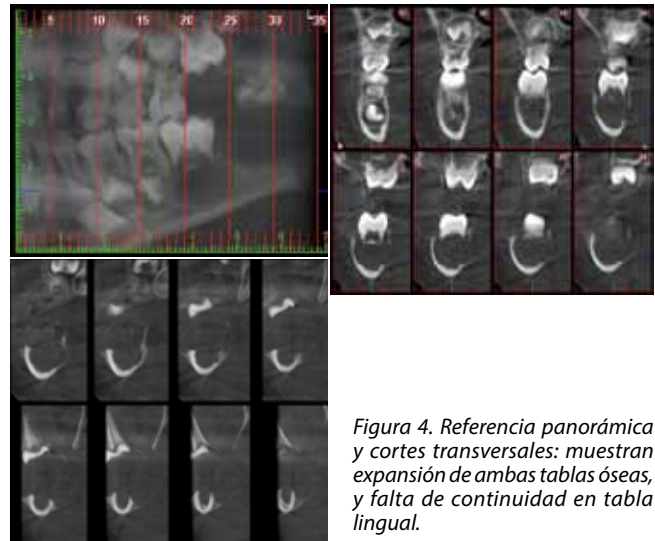 5 10 15 20 25 30 35
Figura 4. Referencia panorámica
y cortes transversales: muestran
expansión de ambas tablas óseas,
y falta de continuidad en tabla
lingual.